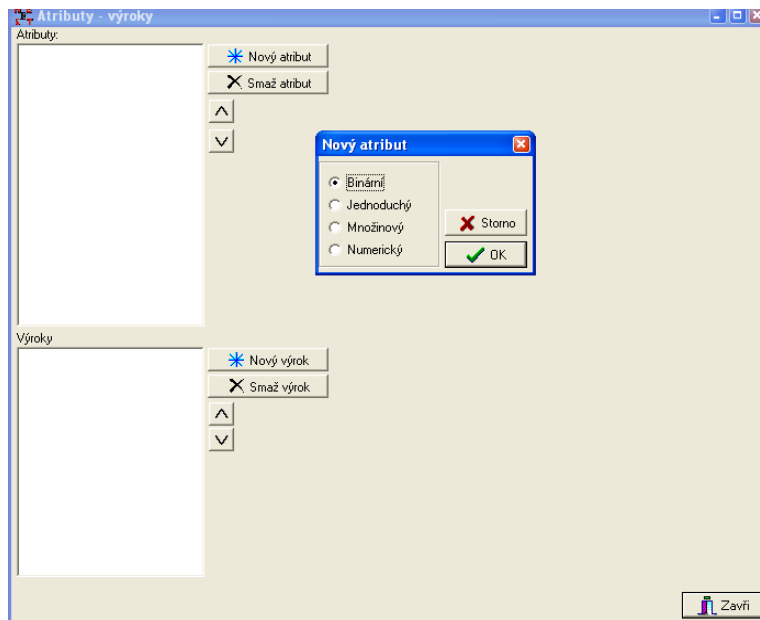 Atributy - výroky
Atributy:
Nový atribut
Smaž atribut
Nový atribut
Binární
Jednoduchý
Množinový
Numerický
Storno
OK
Výroky
Nový výrok
Smaž výrok
Zavři